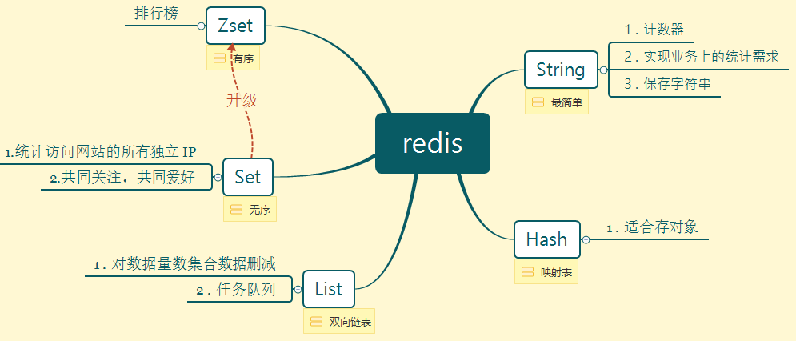 排行榜
Zset
有序
升级
1.统计访问网站的所有独立 IP
2.共同关注，共同爱好
Set
无序
1 . 对数据量数集合数据删减
2 . 任务队列
List
双向链表
redis
String
最简单
1 . 计数器
2 . 实现业务上的统计需求
3 . 保存字符串
Hash
映射表
1 . 适合存对象